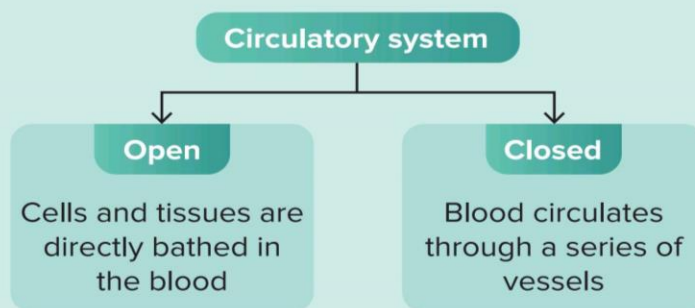 Circulatory system
Open
Cells and tissues are
directly bathed in
the blood
Closed
Blood circulates
through a series of
vessels